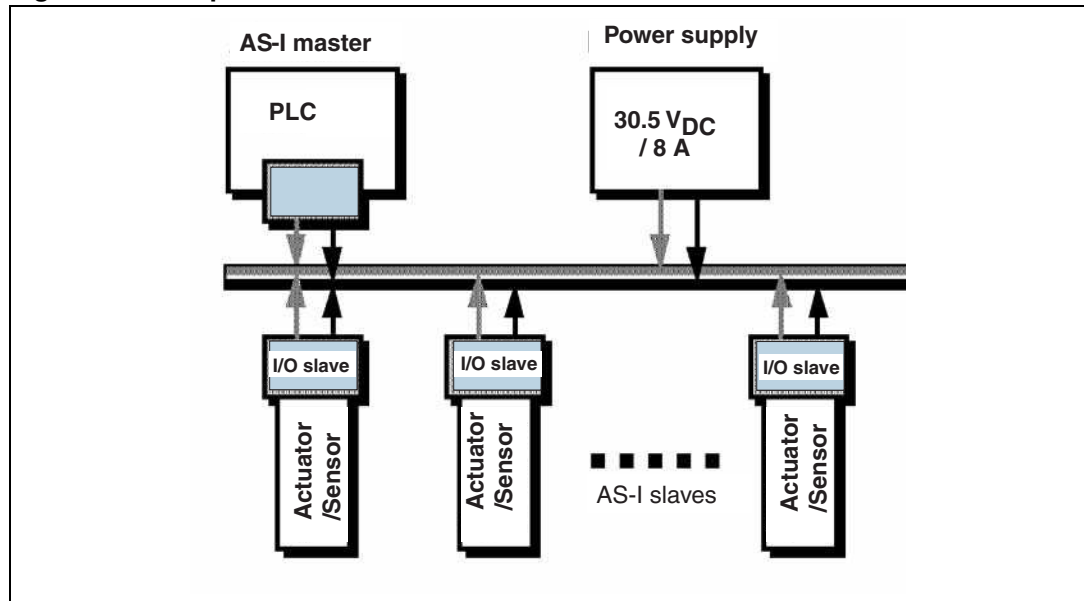 AS-I master
Power supply
PLC
30.5 VDC
/ 8 A
I/O slave
I/O slave
I/O slave
Actuator
/Sensor
Actuator
/Sensor
Actuator
/Sensor
AS-I slaves